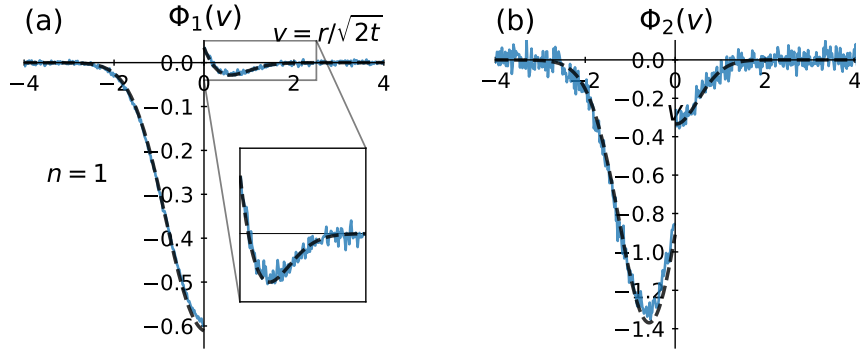 (a) Φ₁(v)
v = r/√2t
0.0
−4 −2 2 4
−0.1
−0.2
n = 1
−0.3
−0.4
−0.5
−0.6
(b) Φ₂(v)
0.0
−4 −2 0 2 4
−0.2
v
−0.4
−0.6
−0.8
−1.0
−1.2
−1.4